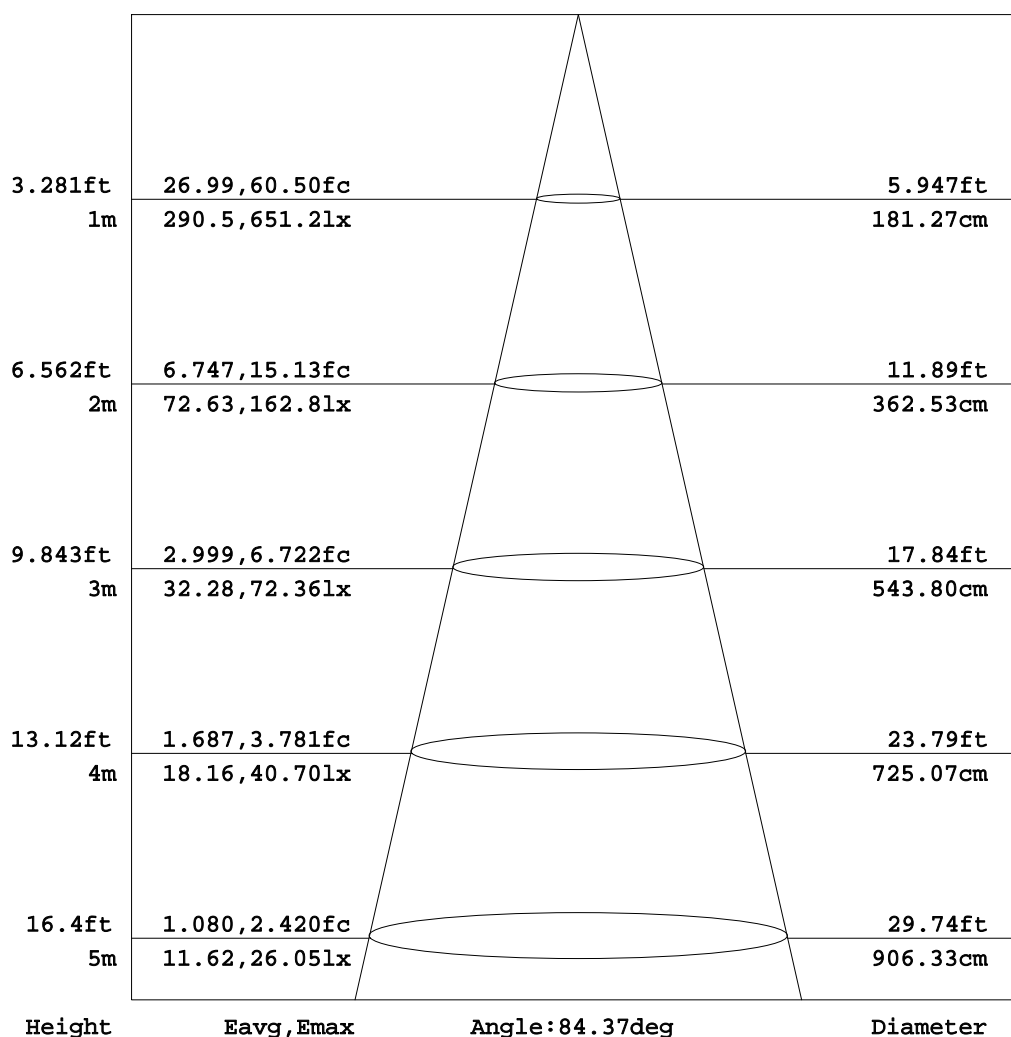 3.281ft 26.99,60.50fc 5.947ft
1m 290.5,651.2lx 181.27cm
6.562ft 6.747,15.13fc 11.89ft
2m 72.63,162.8lx 362.53cm
9.843ft 2.999,6.722fc 17.84ft
3m 32.28,72.36lx 543.80cm
13.12ft 1.687,3.781fc 23.79ft
4m 18.16,40.70lx 725.07cm
16.4ft 1.080,2.420fc 29.74ft
5m 11.62,26.05lx 906.33cm
Height Eavg,Emax Angle:84.37deg Diameter